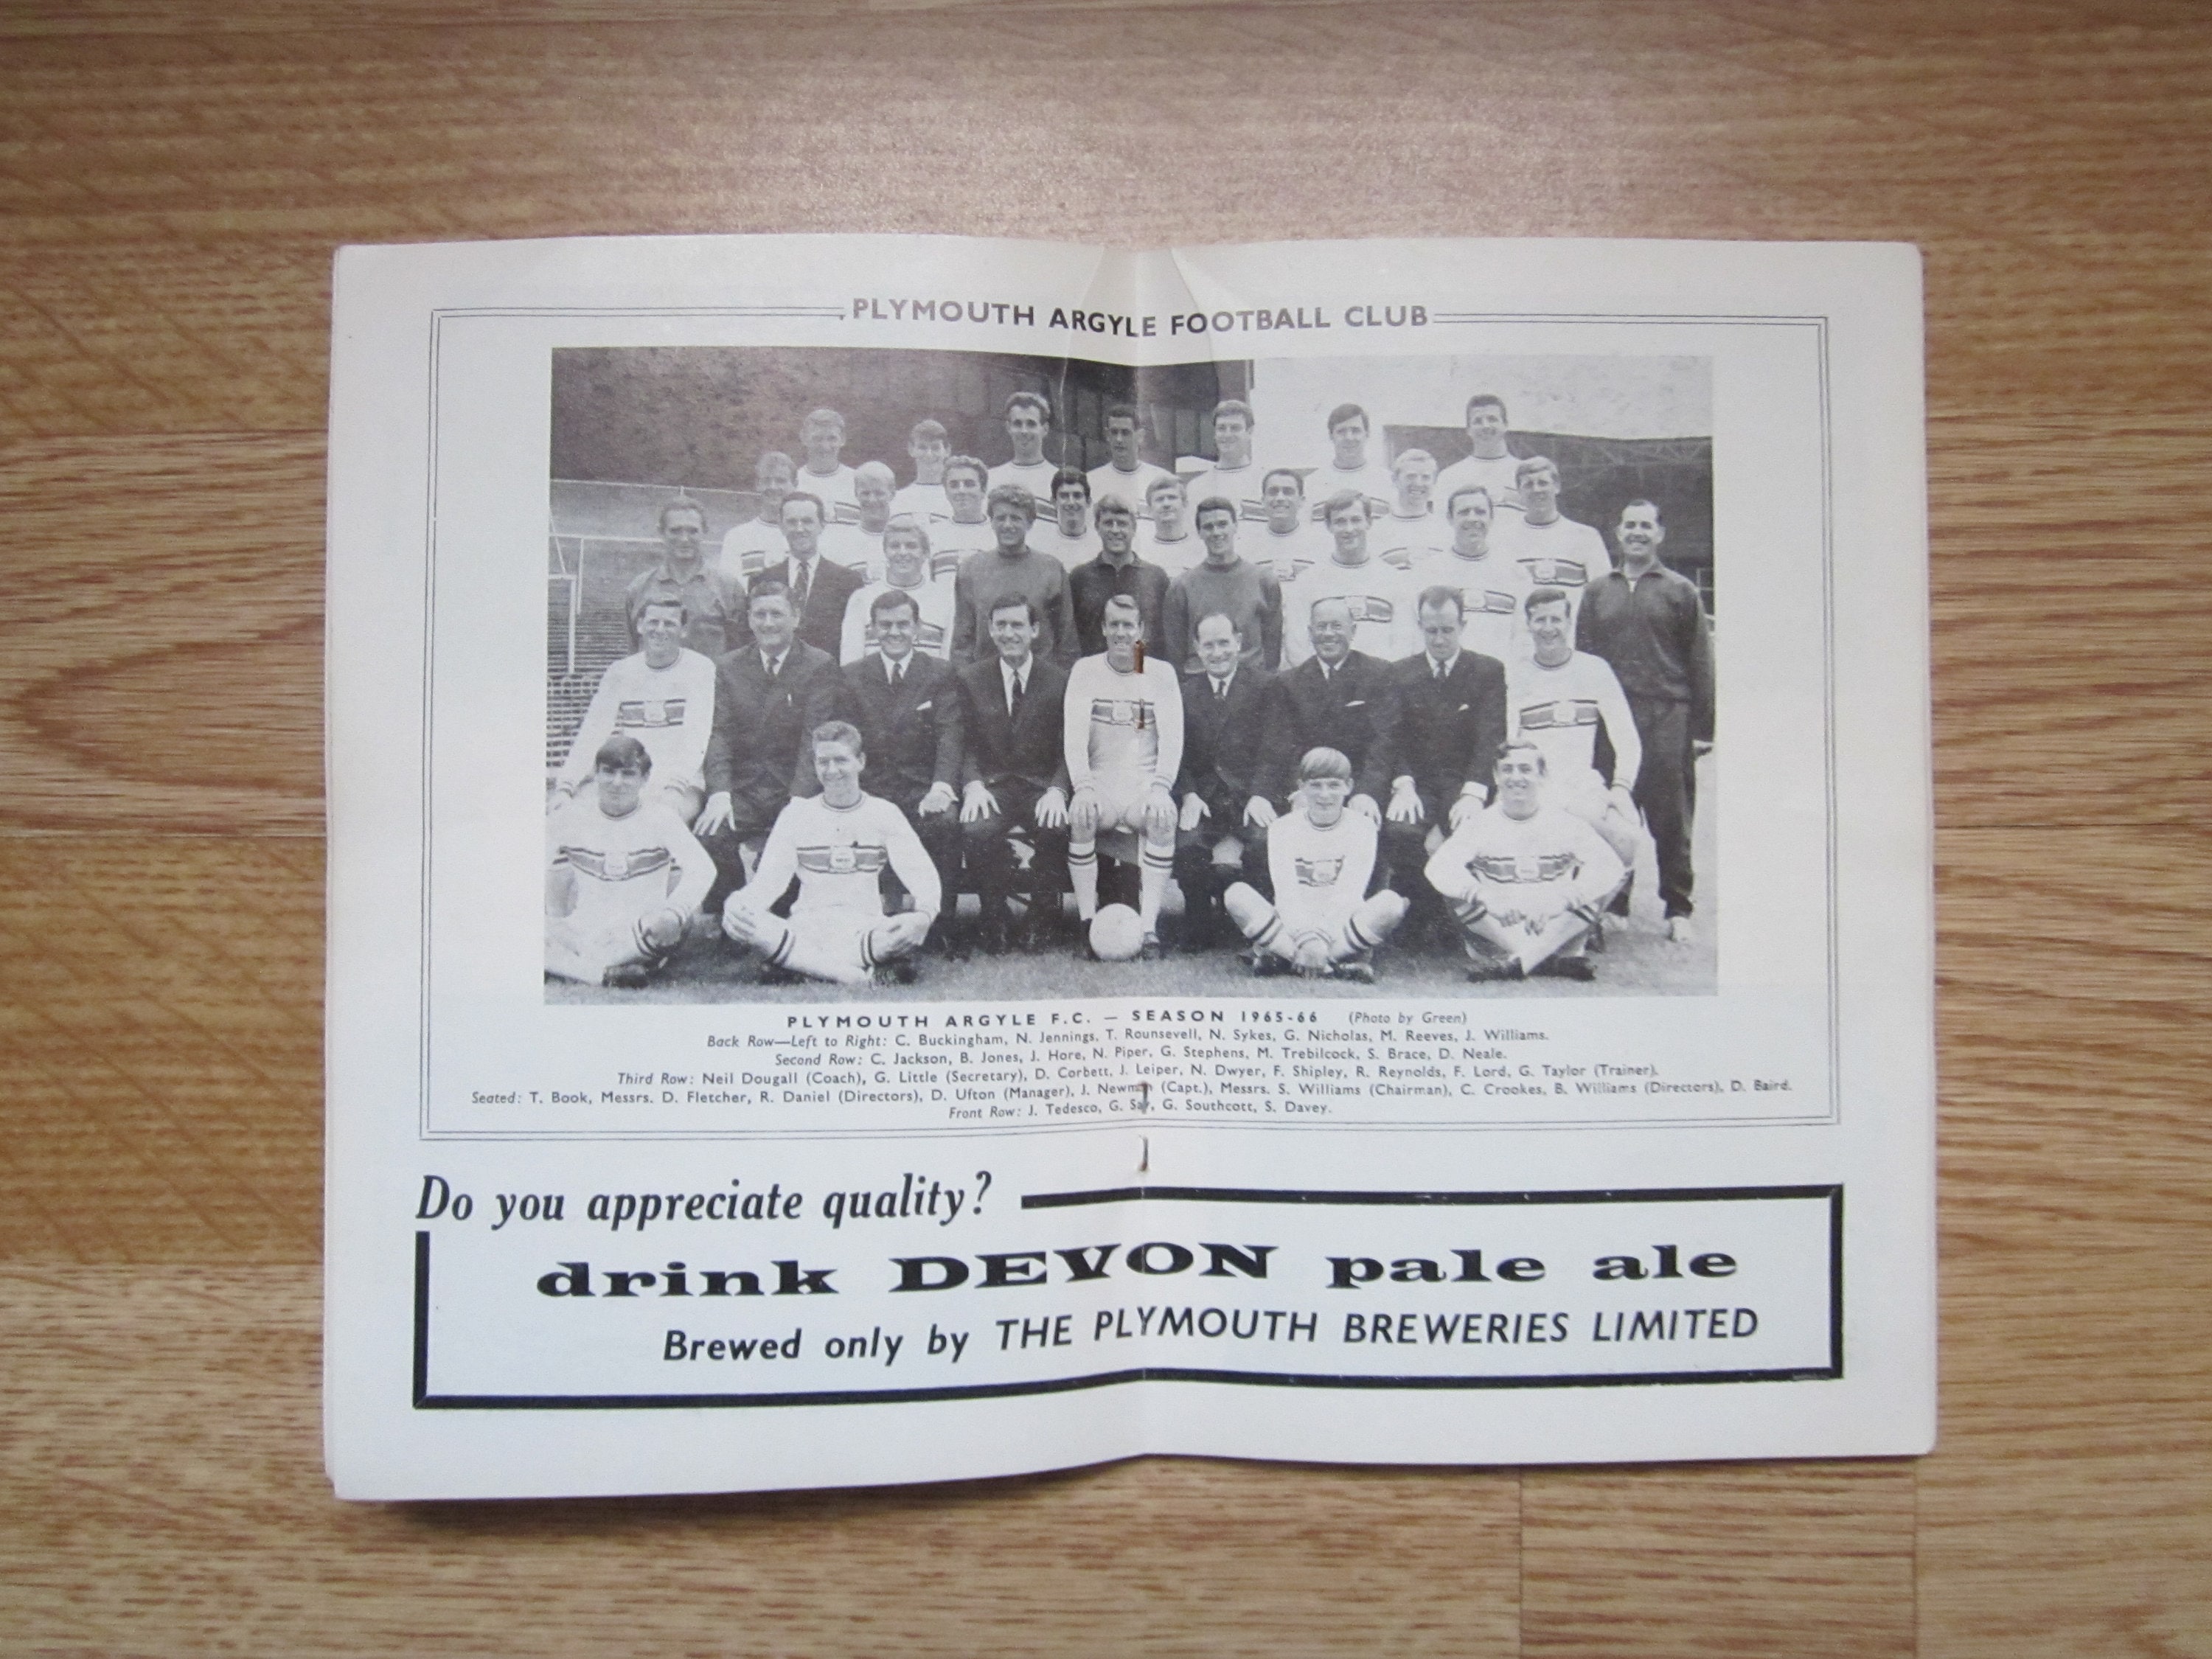 PLYMOUTH ARGYLE FOOTBALL CLUB
PLYMOUTH ARGYLE F.C. — SEASON 1965-66 (Photo by Green)
Back Row—Left to Right: C. Buckingham, N. Jennings, T. Rounsevell, N. Sykes, G. Nicholas, M. Reeves, J. Williams.
Second Row: C. Jackson, B. Jones, J. Hore, N. Piper, G. Stephens, M. Trebilcock, S. Brace, D. Neale.
Third Row: Neil Dougall (Coach), G. Little (Secretary), D. Corbett, J. Leiper, N. Dwyer, F. Shipley, R. Reynolds, F. Lord, G. Taylor (Trainer).
Seated: T. Book, Messrs. D. Fletcher, R. Daniel (Directors), D. Ufton (Manager), J. Newman (Capt.), Messrs. S. Williams (Chairman), C. Crookes, B. Williams (Directors), D. Baird.
Front Row: J. Tedesco, G. Say, G. Southcott, S. Davey.
Do you appreciate quality?
drink DEVON pale ale
Brewed only by THE PLYMOUTH BREWERIES LIMITED